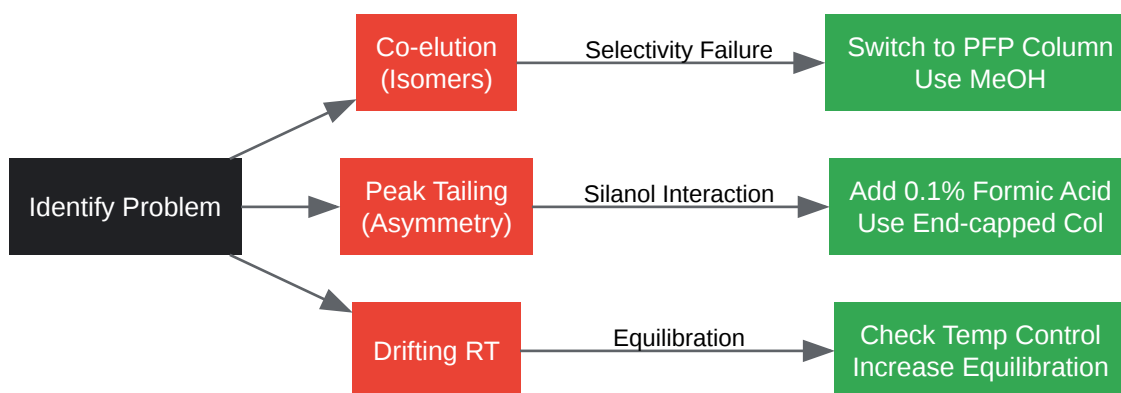 Identify Problem
Co-elution
(Isomers)
Selectivity Failure
Switch to PFP Column
Use MeOH
Peak Tailing
(Asymmetry)
Silanol Interaction
Add 0.1% Formic Acid
Use End-capped Col
Drifting RT
Equilibration
Check Temp Control
Increase Equilibration